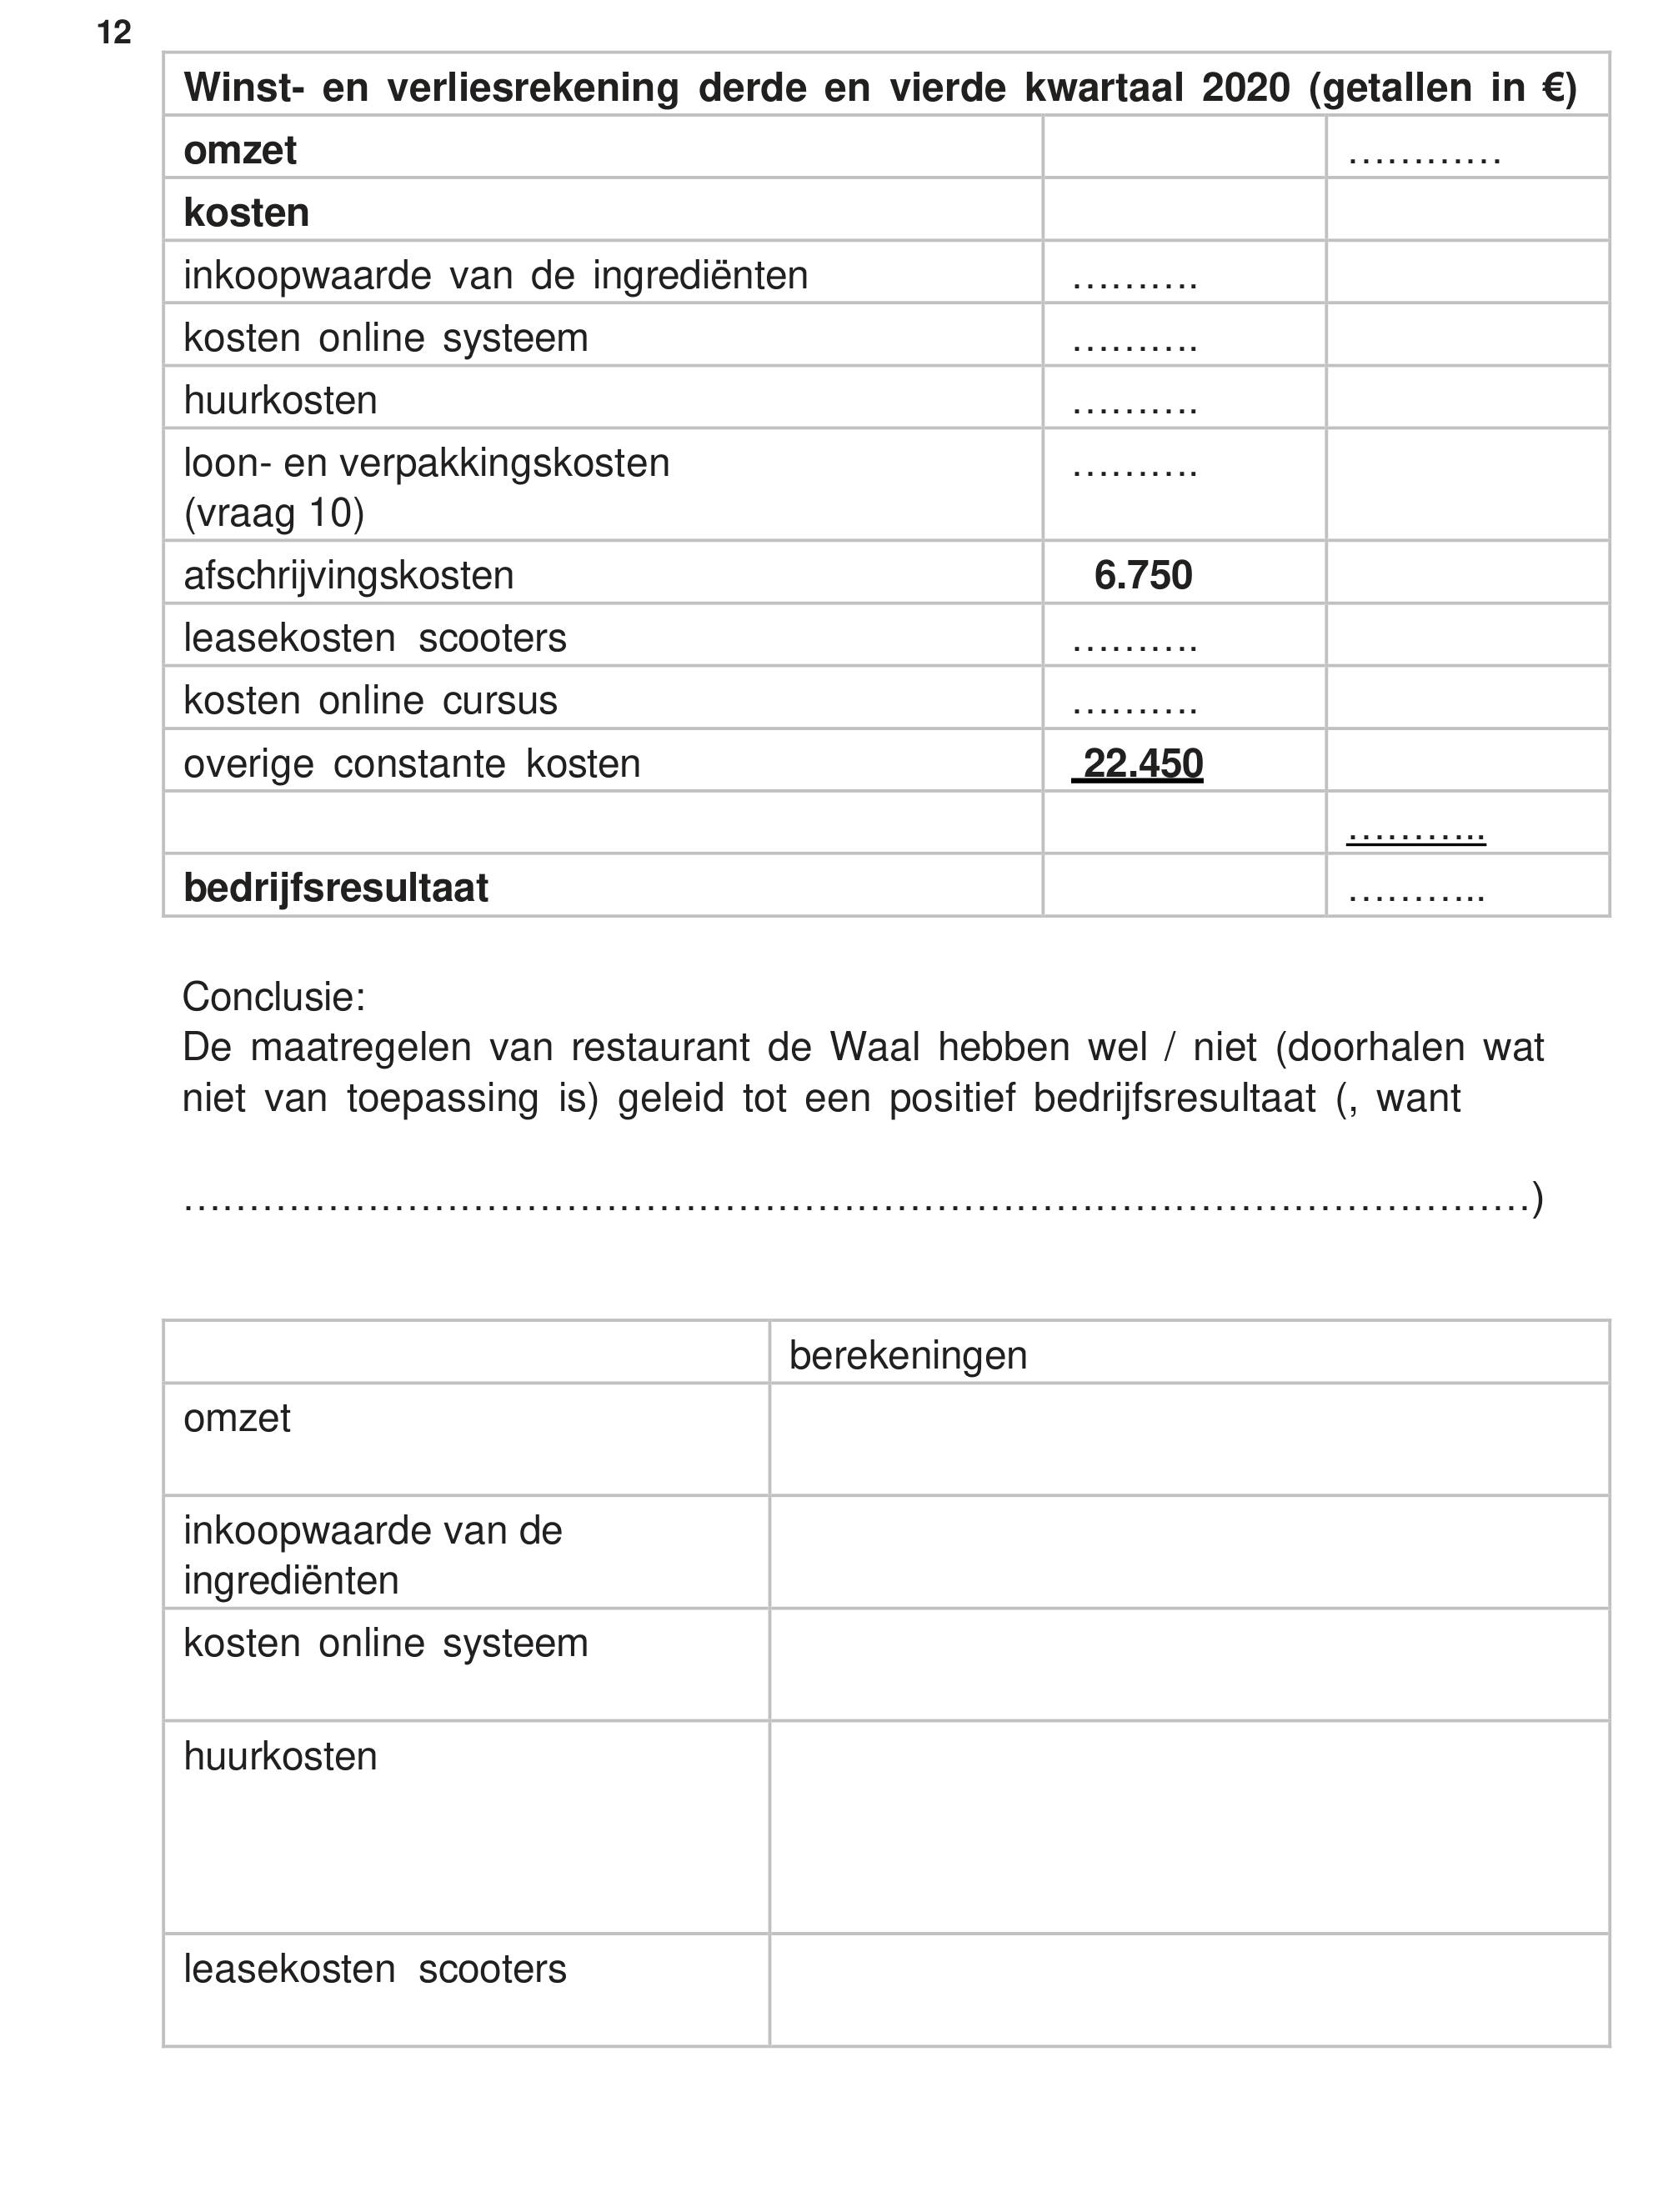 12
Winst- en verliesrekening derde en vierde kwartaal 2020 (getallen in €)
omzet …………
kosten
inkoopwaarde van de ingrediënten ……….
kosten online systeem ……….
huurkosten ……….
loon- en verpakkingskosten ……….
(vraag 10)
afschrijvingskosten 6.750
leasekosten scooters ……….
kosten online cursus ……….
overige constante kosten 22.450
………..
bedrijfsresultaat ………..
Conclusie:
De maatregelen van restaurant de Waal hebben wel / niet (doorhalen wat
niet van toepassing is) geleid tot een positief bedrijfsresultaat (, want
……………………………………………………………………………………………)
berekeningen
omzet
inkoopwaarde van de
ingrediënten
kosten online systeem
huurkosten
leasekosten scooters